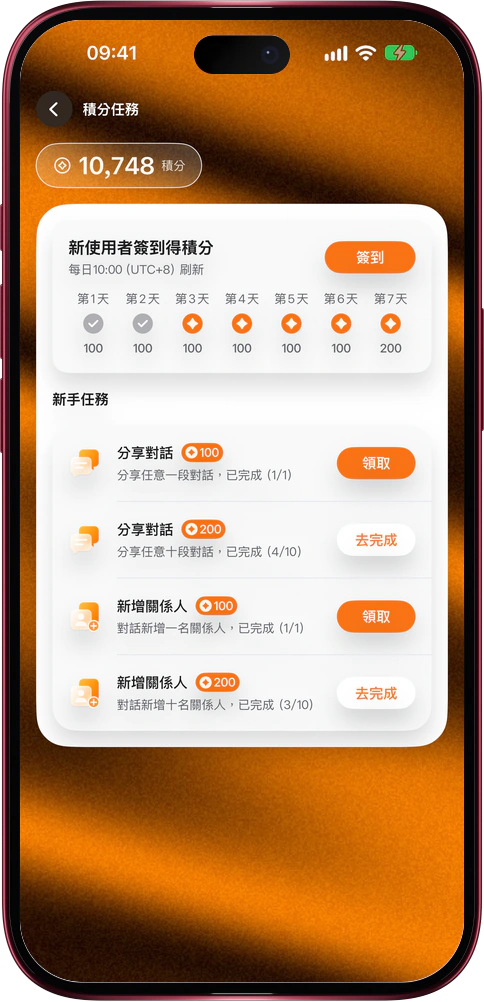 09:41
積分任務
10,748 積分
新使用者簽到得積分
每日10:00 (UTC+8) 刷新
簽到
第1天 第2天 第3天 第4天 第5天 第6天 第7天
100 100 100 100 100 100 200
新手任務
分享對話 100
分享任意一段對話，已完成 (1/1)
領取
分享對話 200
分享任意十段對話，已完成 (4/10)
去完成
新增關係人 100
對話新增一名關係人，已完成 (1/1)
領取
新增關係人 200
對話新增十名關係人，已完成 (3/10)
去完成